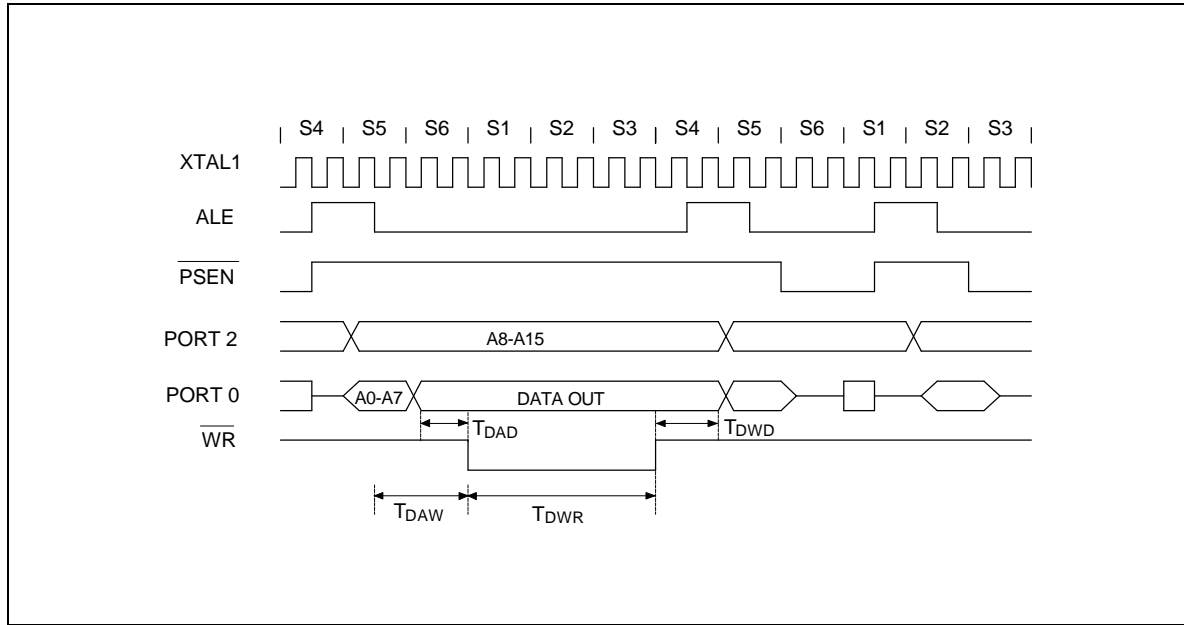 S4 S5 S6 S1 S2 S3 S4 S5 S6 S1 S2 S3
XTAL1
ALE
PSEN
PORT 2 A8-A15
PORT 0 A0-A7 DATA OUT
TDAD TDWD
WR
TDAW TDWR